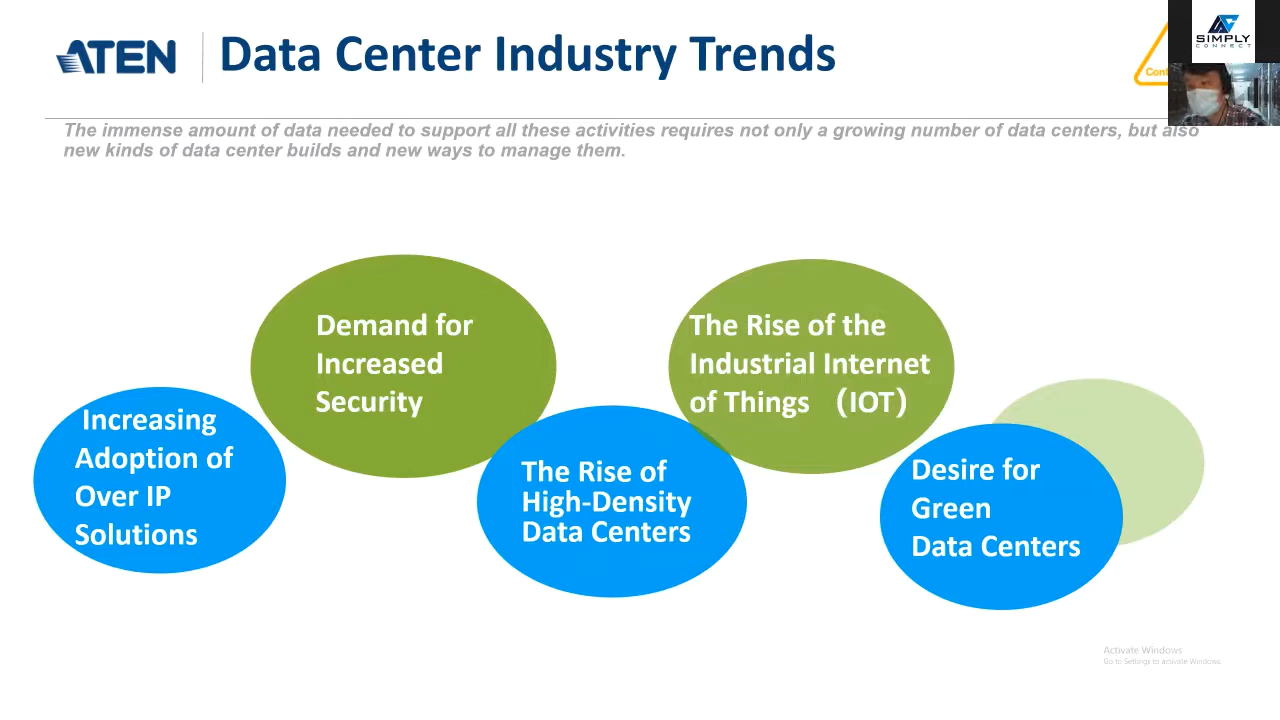 ATEN
Data Center Industry Trends
SIMPLY
CONNECT
The immense amount of data needed to support all these activities requires not only a growing number of data centers, but also
new kinds of data center builds and new ways to manage them.
Demand for
Increased
Security
The Rise of the
Industrial Internet
of Things （IOT）
Increasing
Adoption of
Over IP
Solutions
The Rise of
High-Density
Data Centers
Desire for
Green
Data Centers
Activate Windows
Go to Settings to activate Windows.